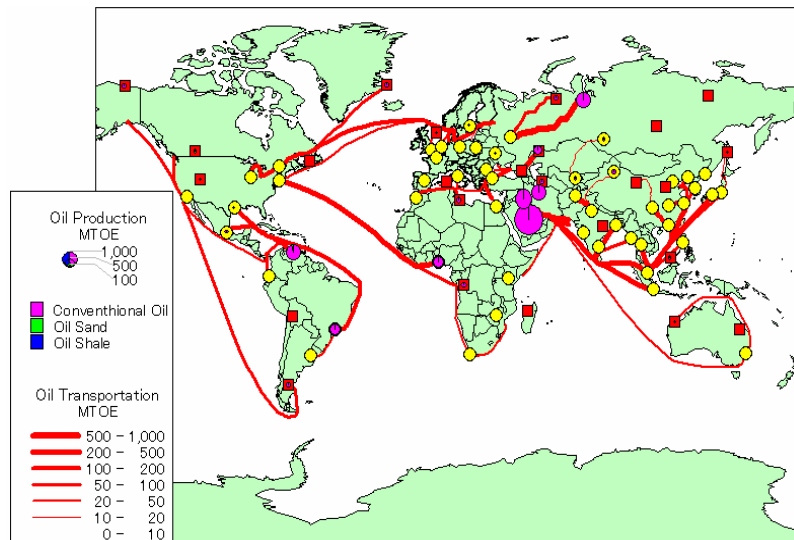 Oil Production
MTOE
1,000
500
100
Conventhional Oil
Oil Sand
Oil Shale
Oil Transportation
MTOE
500 - 1,000
200 - 500
100 - 200
50 - 100
20 - 50
10 - 20
0 - 10